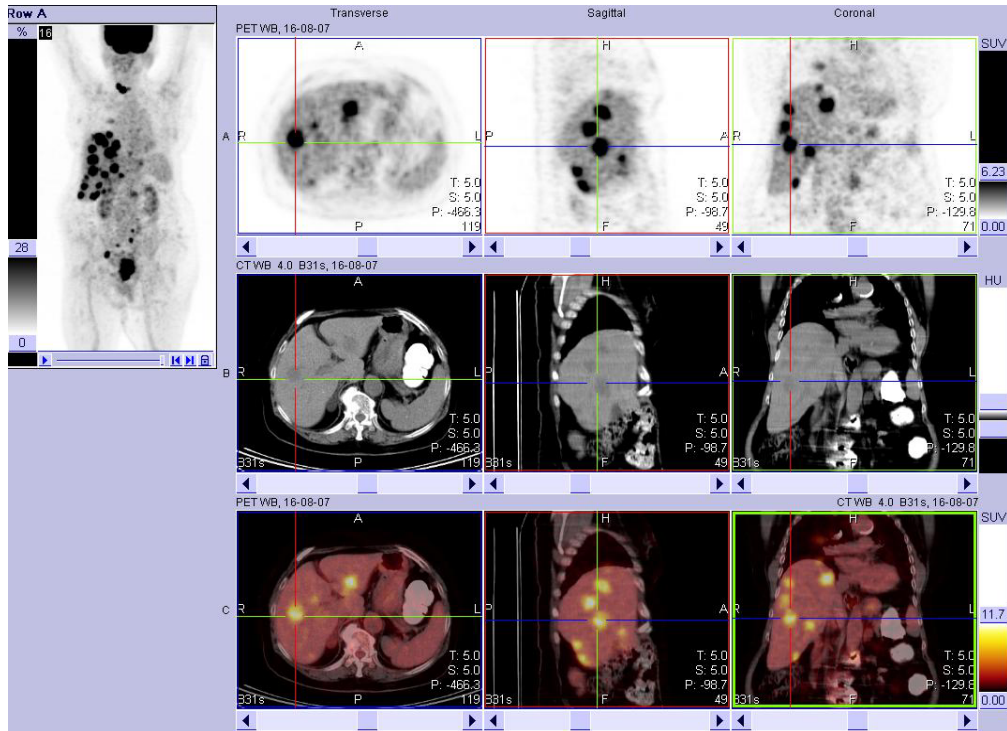 Row A
%
16
28
0
Transverse
Sagittal
Coronal
PET WB, 16-08-07
SUV
A
R
L
T: 5.0
S: 5.0
P: -466.3
P
119
H
P
A
T: 5.0
S: 5.0
P: -98.7
F
49
H
R
L
T: 5.0
S: 5.0
P: -129.8
F
71
A
6.23
0.00
CT WB 4.0 B31s, 16-08-07
HU
A
R
L
T: 5.0
S: 5.0
P: -466.3
B31s
P
119
H
P
A
T: 5.0
S: 5.0
P: -98.7
B31s
F
49
H
R
L
T: 5.0
S: 5.0
P: -129.8
B31s
F
71
B
PET WB, 16-08-07
CT WB 4.0 B31s, 16-08-07
SUV
A
R
L
T: 5.0
S: 5.0
P: -466.3
B31s
P
119
H
P
A
T: 5.0
S: 5.0
P: -98.7
B31s
F
49
H
R
L
T: 5.0
S: 5.0
P: -129.8
B31s
F
71
C
11.7
0.00